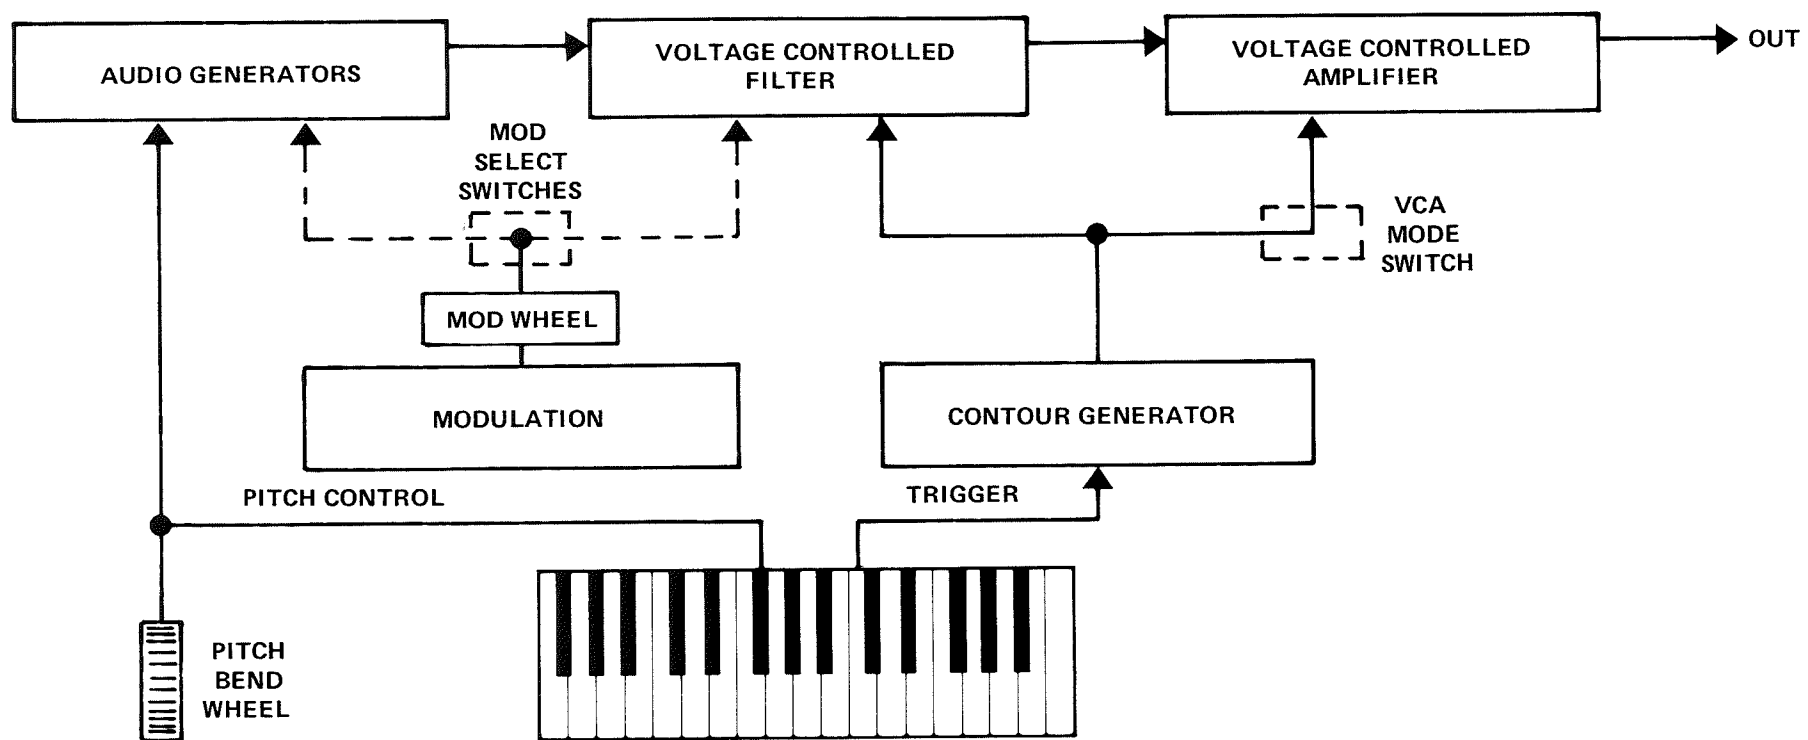 AUDIO GENERATORS
VOLTAGE CONTROLLED
FILTER
VOLTAGE CONTROLLED
AMPLIFIER
OUT
MOD
SELECT
SWITCHES
VCA
MODE
SWITCH
MOD WHEEL
MODULATION
CONTOUR GENERATOR
PITCH CONTROL
TRIGGER
PITCH
BEND
WHEEL